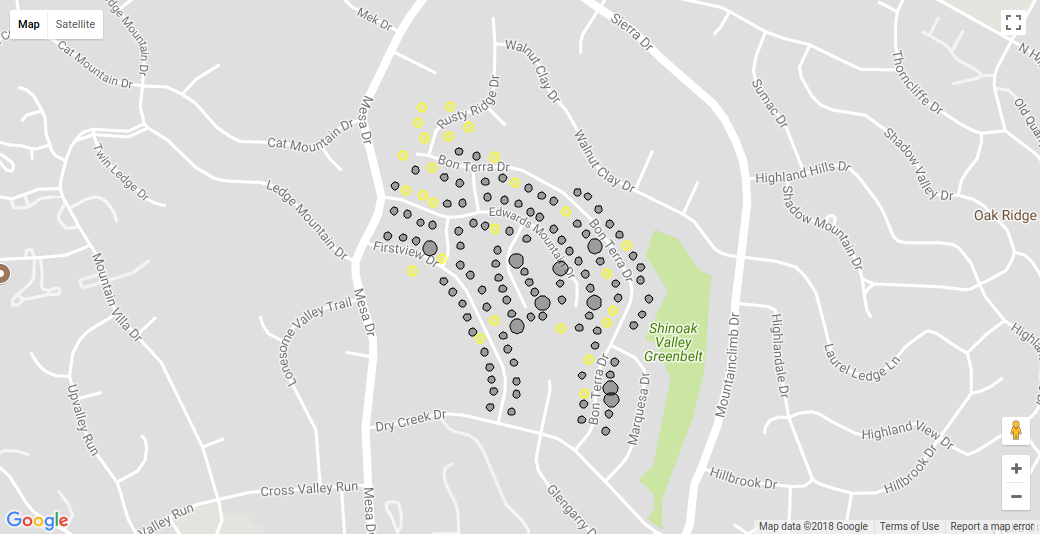 Map
Satellite
Mek Dr
Sierra Dr
Cat Mountain Dr
Walnut Clay Dr
Thorncliffe Dr
Mesa Dr
Rusty Ridge Dr
Sumac Dr
Cat Mountain Dr
Walnut Clay Dr
Shadow Valley Dr
Twin Ledge Dr
Bon Terra Dr
Highland Hills Dr
Ledge Mountain Dr
Shadow Mountain Dr
Oak Ridge
Edwards Mountain Dr
Bon Terra Dr
Firstview Dr
Mountain Villa Dr
Mesa Dr
Lonesome Valley Trail
Shinoak
Valley
Greenbelt
Mountainclimb Dr
Highlandale Dr
Laurel Ledge Ln
Bon Terra Dr
Marquesa Dr
Upvalley Run
Dry Creek Dr
Highland View Dr
Hillbrook Dr
Hillbrook Dr
Cross Valley Run
Glengarry D
Mesa D
Valley Run
Google
Map data ©2018 Google
Terms of Use
Report a map error